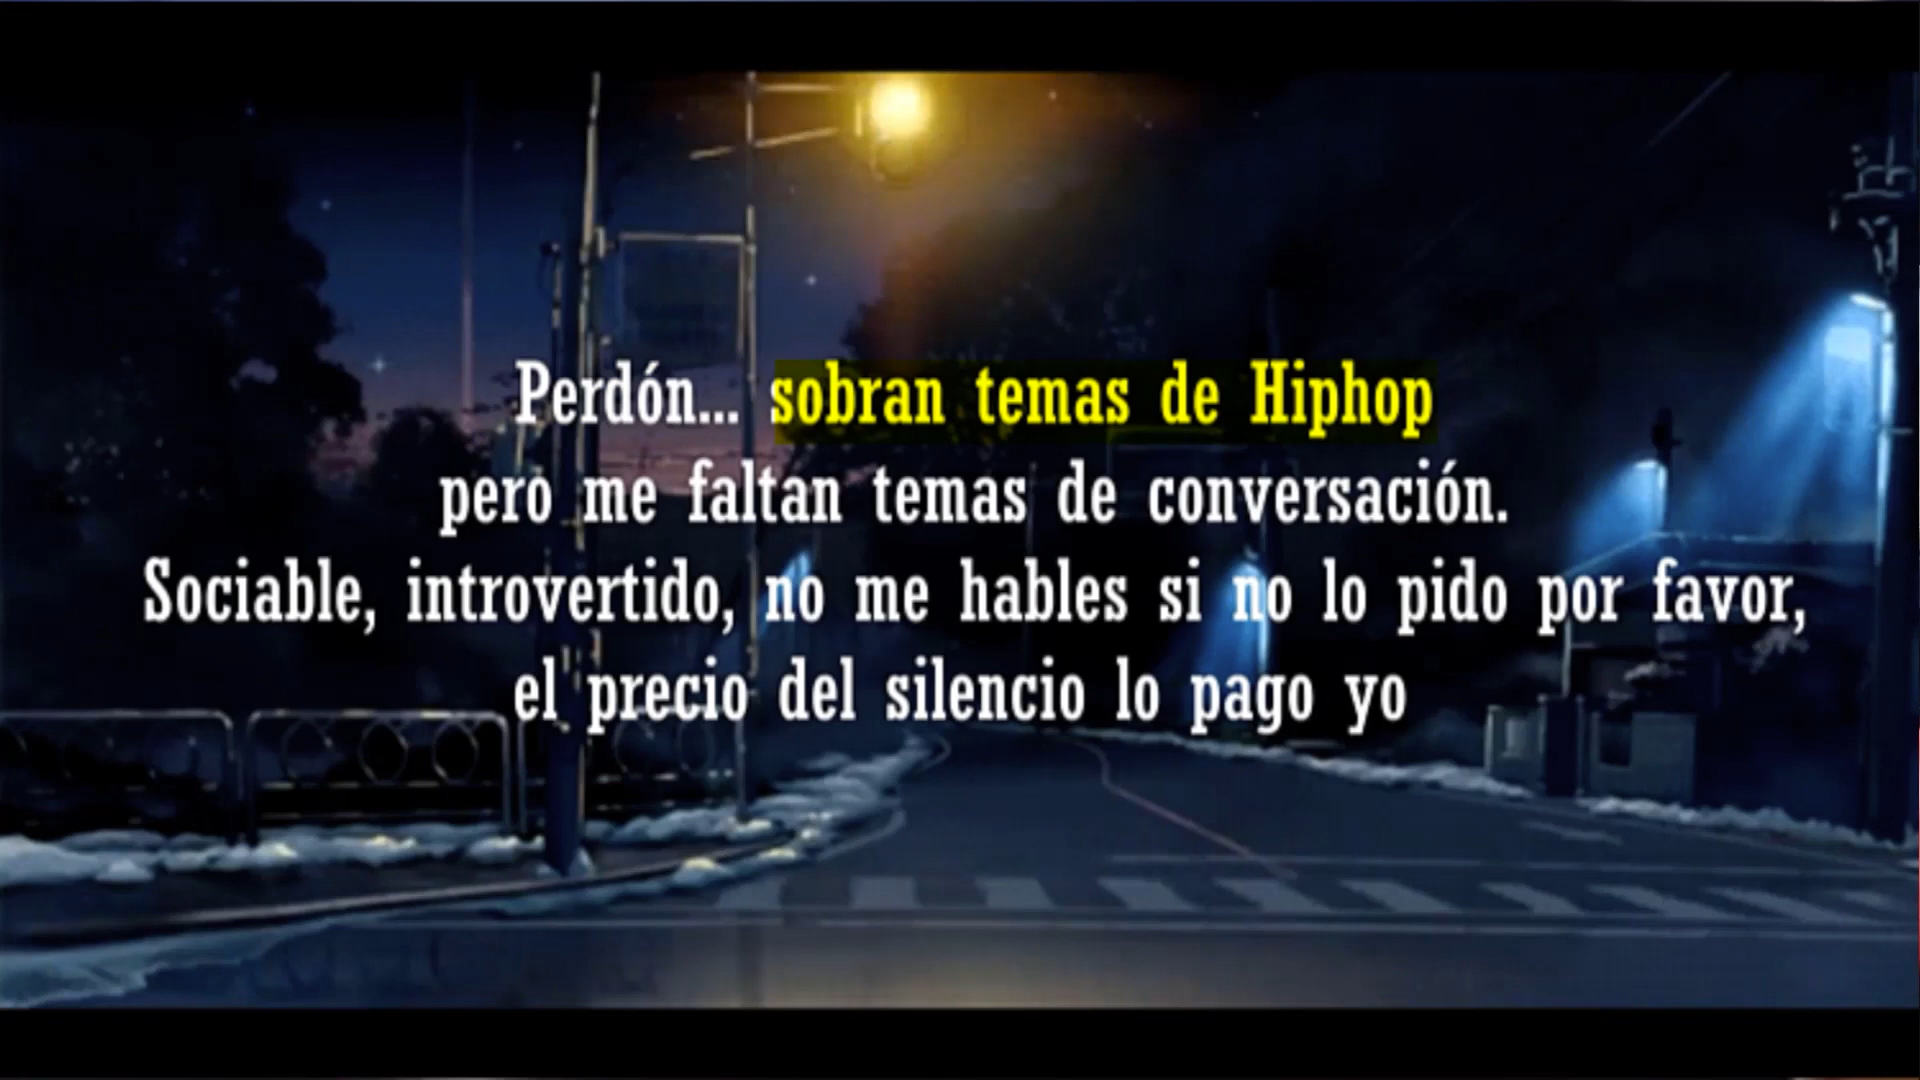 Perdón... sobran temas de Hiphop
pero me faltan temas de conversación.
Sociable, introvertido, no me hables si no lo pido por favor,
el precio del silencio lo pago yo